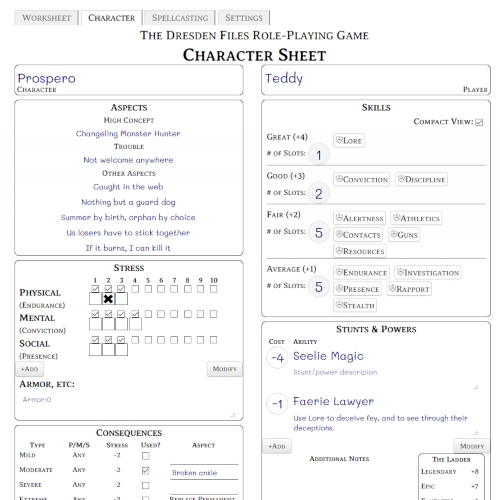 Worksheet Character Spellcasting Settings
The Dresden Files Role-Playing Game
Character Sheet
Prospero
Character
Teddy
Player
Aspects
High Concept
Changeling Monster Hunter
Trouble
Not welcome anywhere
Other Aspects
Caught in the web
Nothing but a guard dog
Summer by birth, orphan by choice
Us losers have to stick together
If it burns, I can kill it
Skills
Compact View:
Great (+4)
# of Slots: 1
Lore
Good (+3)
# of Slots: 2
Conviction Discipline
Fair (+2)
# of Slots: 5
Alertness Athletics
Contacts Guns
Resources
Average (+1)
# of Slots: 5
Endurance Investigation
Presence Rapport
Stealth
Stress
1 2 3 4 5 6 7 8 9 10
Physical
(Endurance)
Mental
(Conviction)
Social
(Presence)
+Add Modify
Armor, etc:
Armor:0
Stunts & Powers
Cost Ability
-4 Seelie Magic
Stunt/power descripion
-1 Faerie Lawyer
Use Lore to deceive fey, and to see through their
deceptions.
+Add Modify
Consequences
Type P/M/S Stress Used? Aspect
Mild Any -2
Moderate Any -2 Broken ankle
Severe Any -2
Replace Permanent
Additional Notes
The Ladder
Legendary +8
Epic +7